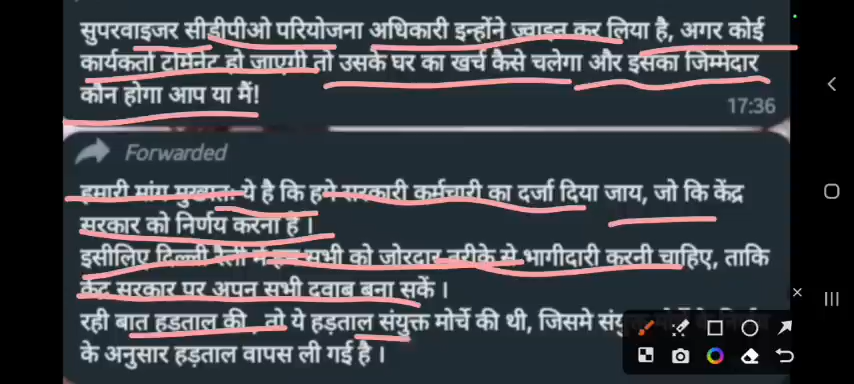 सुपरवाइजर सीडीपीओ परियोजना अधिकारी इन्होंने ज्वाइन कर लिया है, अगर कोई
कार्यकर्ता टर्मिनेट हो जाएगी तो उसके घर का खर्च कैसे चलेगा और इसका जिम्मेदार
कौन होगा आप या मैं!
17:36
Forwarded
हमारी मांग मुख्यतः ये है कि हमे सरकारी कर्मचारी का दर्जा दिया जाय, जो कि केंद्र
सरकार को निर्णय करना है ।
इसीलिए दिल्ली रैली में हम सभी को जोरदार तरीके से भागीदारी करनी चाहिए, ताकि
केंद्र सरकार पर अपन सभी दवाब बना सकें ।
रही बात हड़ताल की, तो ये हड़ताल संयुक्त मोर्चे की थी, जिसमे
के अनुसार हड़ताल वापस ली गई है ।